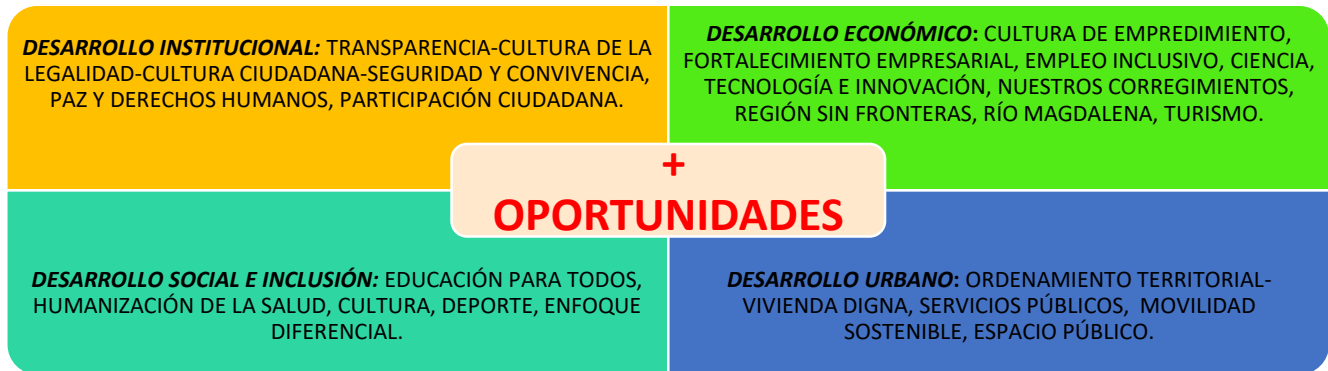 DESARROLLO INSTITUCIONAL: TRANSPARENCIA-CULTURA DE LA
LEGALIDAD-CULTURA CIUDADANA-SEGURIDAD Y CONVIVENCIA,
PAZ Y DERECHOS HUMANOS, PARTICIPACIÓN CIUDADANA.
DESARROLLO ECONÓMICO: CULTURA DE EMPREDIMIENTO,
FORTALECIMIENTO EMPRESARIAL, EMPLEO INCLUSIVO, CIENCIA,
TECNOLOGÍA E INNOVACIÓN, NUESTROS CORREGIMIENTOS,
REGIÓN SIN FRONTERAS, RÍO MAGDALENA, TURISMO.
+
OPORTUNIDADES
DESARROLLO SOCIAL E INCLUSIÓN: EDUCACIÓN PARA TODOS,
HUMANIZACIÓN DE LA SALUD, CULTURA, DEPORTE, ENFOQUE
DIFERENCIAL.
DESARROLLO URBANO: ORDENAMIENTO TERRITORIAL-
VIVIENDA DIGNA, SERVICIOS PÚBLICOS, MOVILIDAD
SOSTENIBLE, ESPACIO PÚBLICO.